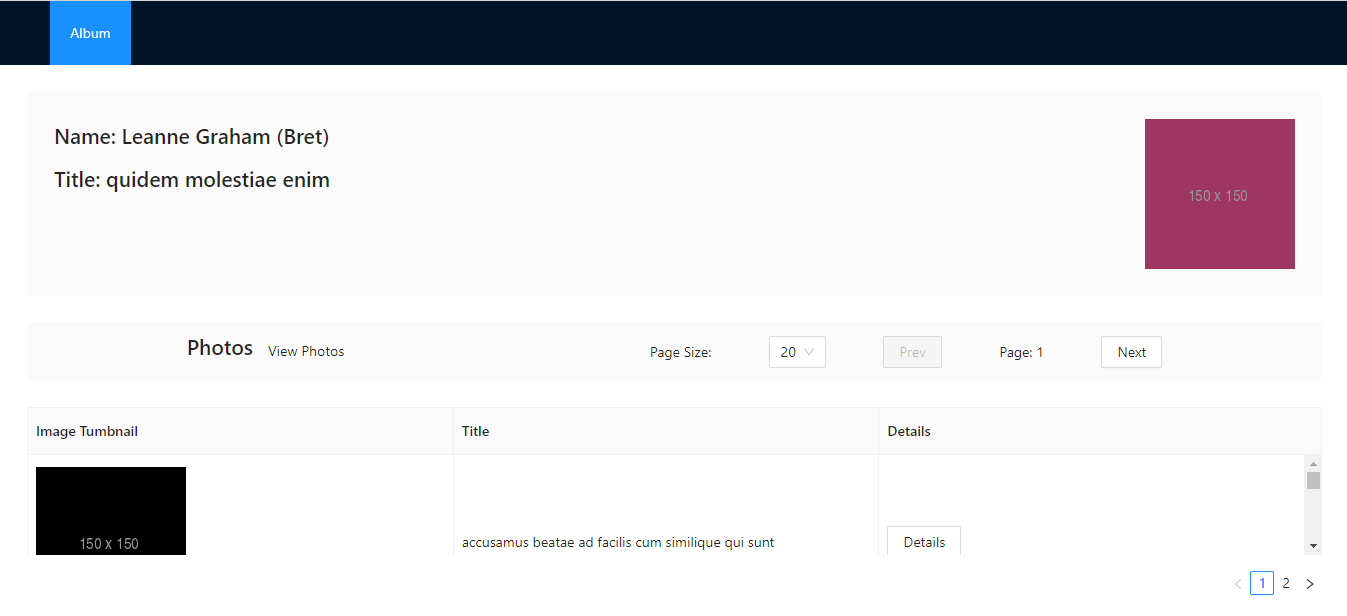 Album
Name: Leanne Graham (Bret)
Title: quidem molestiae enim
150 x 150
Photos View Photos Page Size: 20 Prev Page: 1 Next
Image Tumbnail Title Details
150 x 150 accusamus beatae ad facilis cum similique qui sunt Details
< 1 2 >